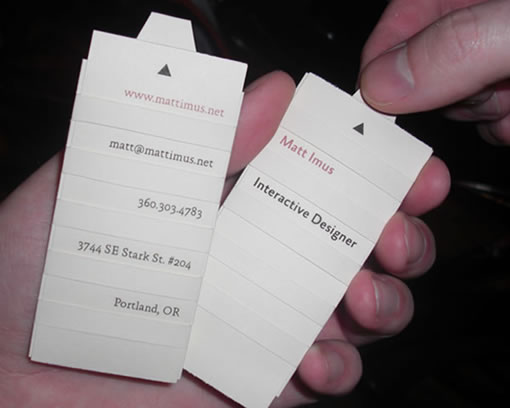 www.mattimus.net
matt@mattimus.net
360.303.4783
3744 SE Stark St. #204
Portland, OR
Matt Imus
Interactive Designer